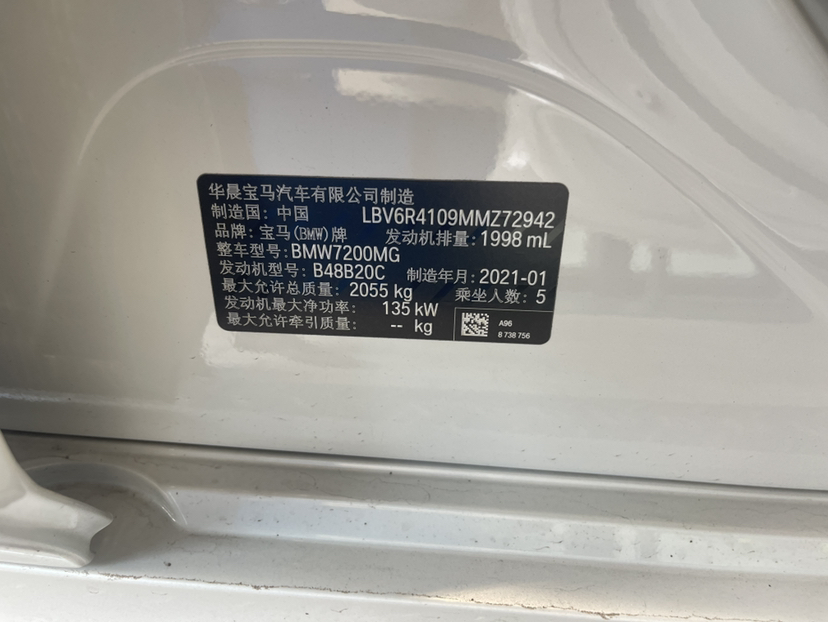 华晨宝马汽车有限公司制造
制造国：中国 LBV6R4109MMZ72942
品牌：宝马(BMW)牌 发动机排量：1998 mL
整车型号：BMW7200MG
发动机型号：B48B20C 制造年月：2021-01
最大允许总质量：2055 kg 乘坐人数：5
发动机最大净功率：135 kW
最大允许牵引质量：-- kg
A96
8 738 756